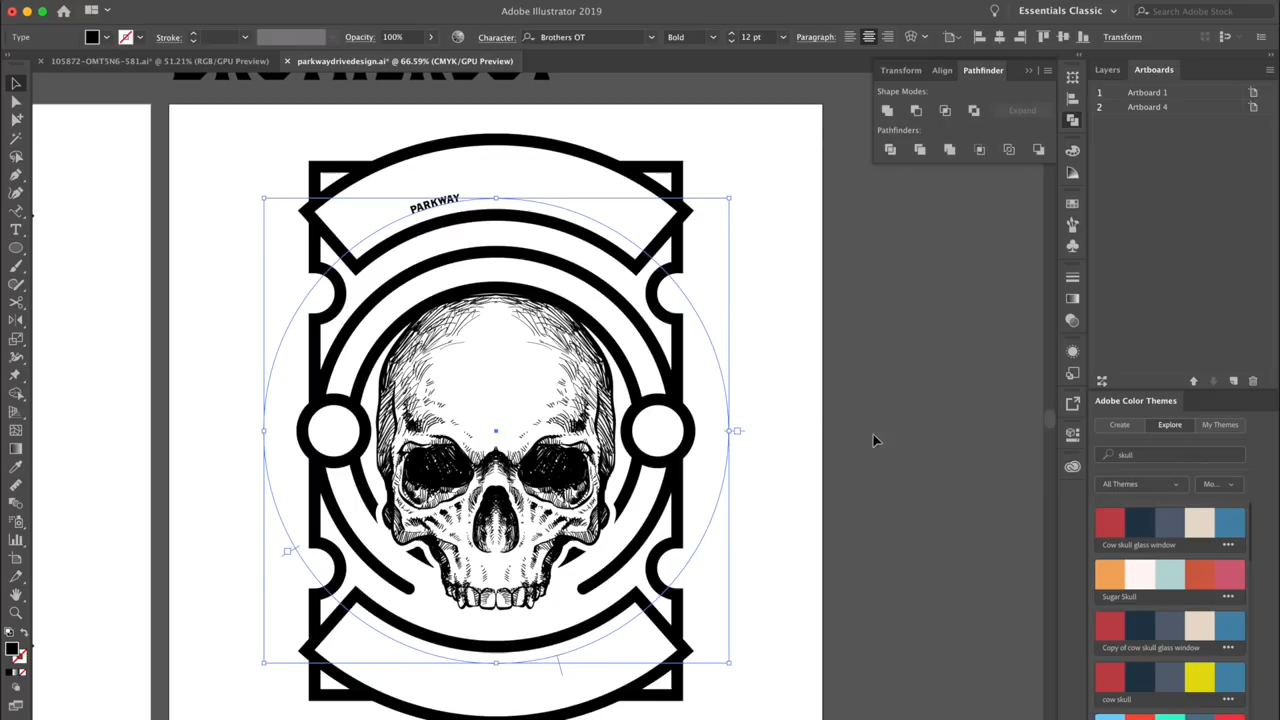 Adobe Illustrator 2019
Essentials Classic
Search Adobe Stock
Type
Stroke:
Opacity: 100%
Character: Brothers OT Bold 12 pt
Paragraph:
Transform
105872-OMT5N6-581.ai* @ 51.21% (RGB/GPU Preview)
parkwaydrivedesign.ai* @ 66.59% (CMYK/GPU Preview)
Transform Align Pathfinder
Shape Modes:
Expand
Pathfinders:
Layers Artboards
1 Artboard 1
2 Artboard 4
PARKWAY
Adobe Color Themes
Create Explore My Themes
skull
All Themes Mo...
Cow skull glass window
Sugar Skull
Copy of cow skull glass window
cow skull